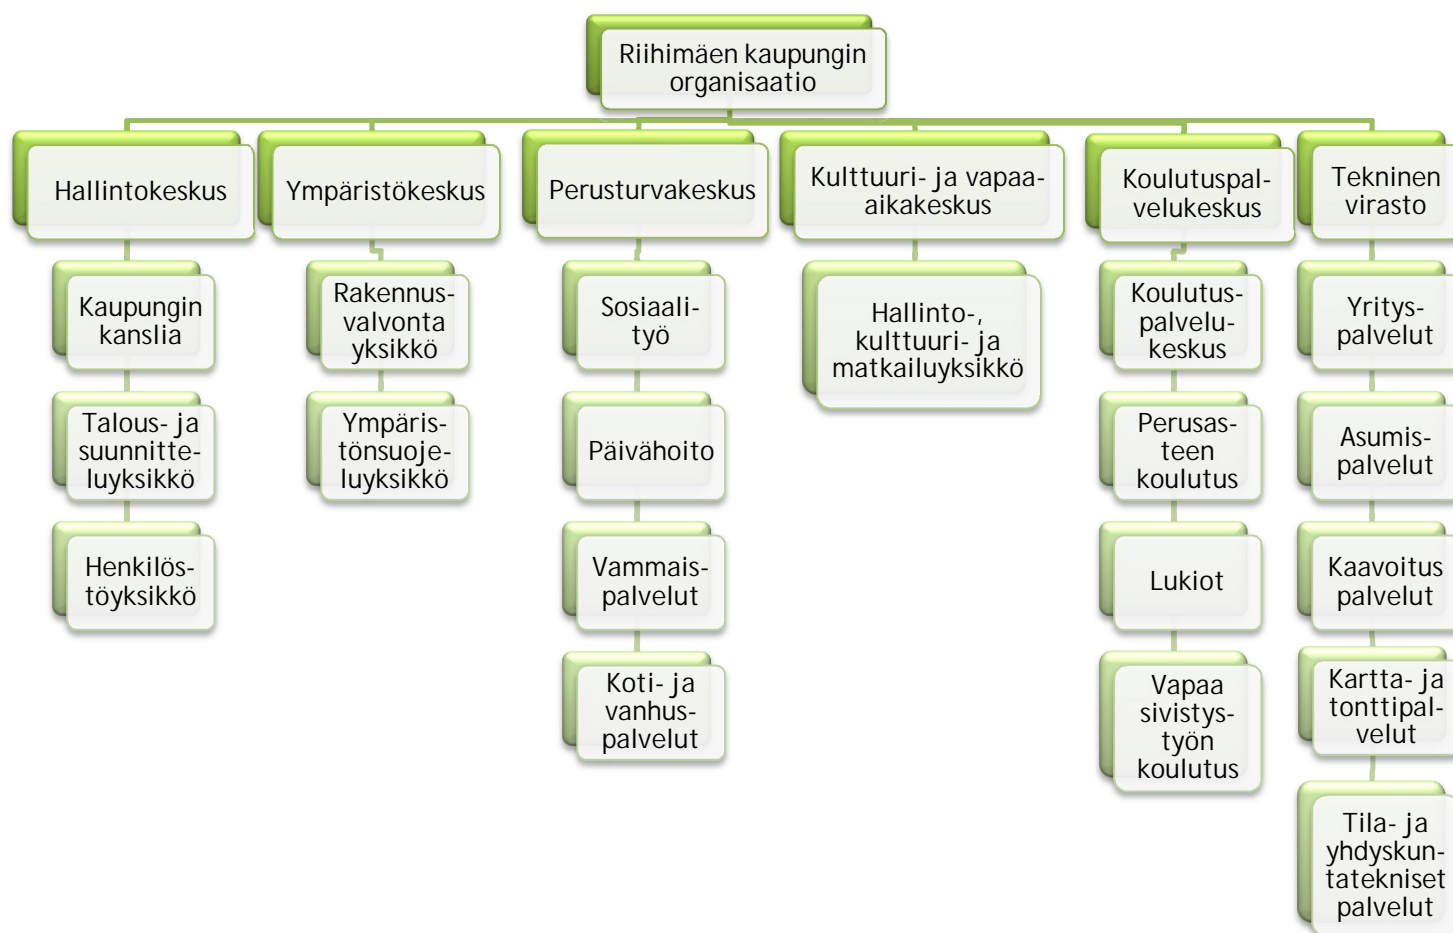 Riihimäen kaupungin
organisaatio
Hallintokeskus
Ympäristökeskus
Perusturvakeskus
Kulttuuri- ja vapaa-
aikakeskus
Koulutuspal-
velukeskus
Tekninen
virasto
Kaupungin
kanslia
Talous- ja
suunnitte-
luyksikkö
Henkilös-
töyksikkö
Rakennus-
valvonta
yksikkö
Ympäris-
tönsuoje-
luyksikkö
Sosiaali-
työ
Päivähoito
Vammais-
palvelut
Koti- ja
vanhus-
palvelut
Hallinto-,
kulttuuri- ja
matkailuyksikkö
Koulutus-
palvelu-
keskus
Perusas-
teen
koulutus
Lukiot
Vapaa
sivistys-
työn
koulutus
Yritys-
palvelut
Asumis-
palvelut
Kaavoitus
palvelut
Kartta- ja
tonttipal-
velut
Tila- ja
yhdyskun-
tatekniset
palvelut